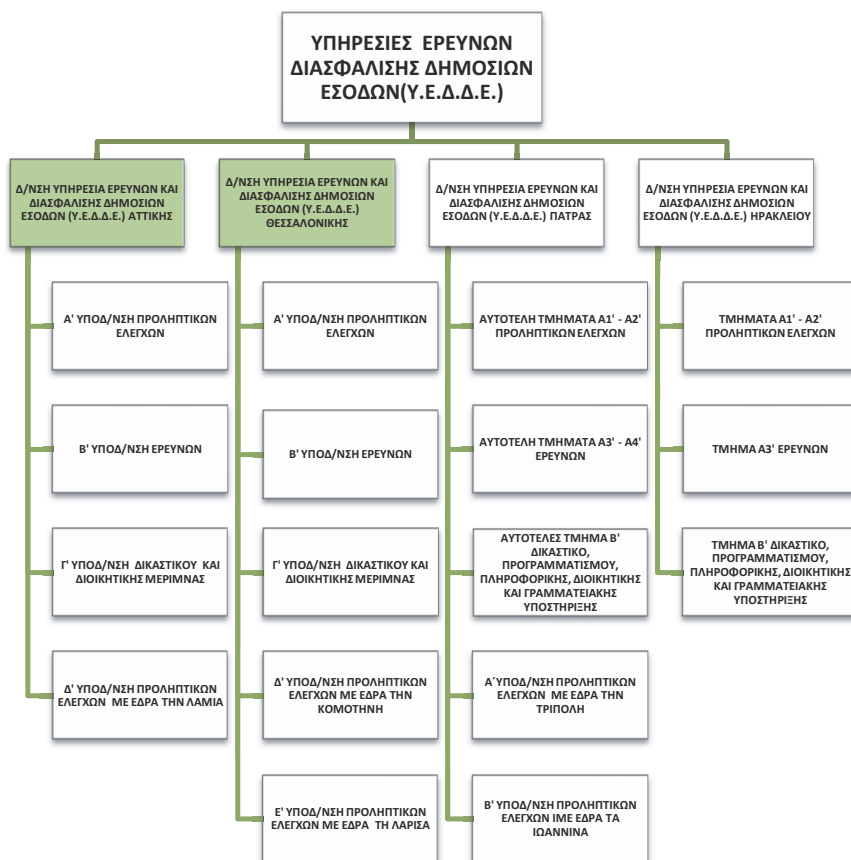 ΥΠΗΡΕΣΙΕΣ ΕΡΕΥΝΩΝ
ΔΙΑΣΦΑΛΙΣΗΣ ΔΗΜΟΣΙΩΝ
ΕΣΟΔΩΝ(Υ.Ε.Δ.Δ.Ε.)
Δ/ΝΣΗ ΥΠΗΡΕΣΙΑ ΕΡΕΥΝΩΝ ΚΑΙ
ΔΙΑΣΦΑΛΙΣΗΣ ΔΗΜΟΣΙΩΝ
ΕΣΟΔΩΝ (Υ.Ε.Δ.Δ.Ε.) ΑΤΤΙΚΗΣ
Α' ΥΠΟΔ/ΝΣΗ ΠΡΟΛΗΠΤΙΚΩΝ
ΕΛΕΓΧΩΝ
Β' ΥΠΟΔ/ΝΣΗ ΕΡΕΥΝΩΝ
Γ' ΥΠΟΔ/ΝΣΗ ΔΙΚΑΣΤΙΚΟΥ ΚΑΙ
ΔΙΟΙΚΗΤΙΚΗΣ ΜΕΡΙΜΝΑΣ
Δ' ΥΠΟΔ/ΝΣΗ ΠΡΟΛΗΠΤΙΚΩΝ
ΕΛΕΓΧΩΝ ΜΕ ΕΔΡΑ ΤΗΝ ΛΑΜΙΑ
Δ/ΝΣΗ ΥΠΗΡΕΣΙΑ ΕΡΕΥΝΩΝ ΚΑΙ
ΔΙΑΣΦΑΛΙΣΗΣ ΔΗΜΟΣΙΩΝ
ΕΣΟΔΩΝ (Υ.Ε.Δ.Δ.Ε.)
ΘΕΣΣΑΛΟΝΙΚΗΣ
Α' ΥΠΟΔ/ΝΣΗ ΠΡΟΛΗΠΤΙΚΩΝ
ΕΛΕΓΧΩΝ
Β' ΥΠΟΔ/ΝΣΗ ΕΡΕΥΝΩΝ
Γ' ΥΠΟΔ/ΝΣΗ ΔΙΚΑΣΤΙΚΟΥ ΚΑΙ
ΔΙΟΙΚΗΤΙΚΗΣ ΜΕΡΙΜΝΑΣ
Δ' ΥΠΟΔ/ΝΣΗ ΠΡΟΛΗΠΤΙΚΩΝ
ΕΛΕΓΧΩΝ ΜΕ ΕΔΡΑ ΤΗΝ
ΚΟΜΟΤΗΝΗ
Ε' ΥΠΟΔ/ΝΣΗ ΠΡΟΛΗΠΤΙΚΩΝ
ΕΛΕΓΧΩΝ ΜΕ ΕΔΡΑ ΤΗ ΛΑΡΙΣΑ
Δ/ΝΣΗ ΥΠΗΡΕΣΙΑ ΕΡΕΥΝΩΝ ΚΑΙ
ΔΙΑΣΦΑΛΙΣΗΣ ΔΗΜΟΣΙΩΝ
ΕΣΟΔΩΝ (Υ.Ε.Δ.Δ.Ε.) ΠΑΤΡΑΣ
ΑΥΤΟΤΕΛΗ ΤΜΗΜΑΤΑ Α1' - Α2'
ΠΡΟΛΗΠΤΙΚΩΝ ΕΛΕΓΧΩΝ
ΑΥΤΟΤΕΛΗ ΤΜΗΜΑΤΑ Α3' - Α4'
ΕΡΕΥΝΩΝ
ΑΥΤΟΤΕΛΕΣ ΤΜΗΜΑ Β'
ΔΙΚΑΣΤΙΚΟ,
ΠΡΟΓΡΑΜΜΑΤΙΣΜΟΥ,
ΠΛΗΡΟΦΟΡΙΚΗΣ, ΔΙΟΙΚΗΤΙΚΗΣ
ΚΑΙ ΓΡΑΜΜΑΤΕΙΑΚΗΣ
ΥΠΟΣΤΗΡΙΞΗΣ
Α΄ΥΠΟΔ/ΝΣΗ ΠΡΟΛΗΠΤΙΚΩΝ
ΕΛΕΓΧΩΝ ΜΕ ΕΔΡΑ ΤΗΝ
ΤΡΙΠΟΛΗ
Β' ΥΠΟΔ/ΝΣΗ ΠΡΟΛΗΠΤΙΚΩΝ
ΕΛΕΓΧΩΝ ΙΜΕ ΕΔΡΑ ΤΑ
ΙΩΑΝΝΙΝΑ
Δ/ΝΣΗ ΥΠΗΡΕΣΙΑ ΕΡΕΥΝΩΝ ΚΑΙ
ΔΙΑΣΦΑΛΙΣΗΣ ΔΗΜΟΣΙΩΝ
ΕΣΟΔΩΝ (Υ.Ε.Δ.Δ.Ε.) ΗΡΑΚΛΕΙΟΥ
ΤΜΗΜΑΤΑ Α1' - Α2'
ΠΡΟΛΗΠΤΙΚΩΝ ΕΛΕΓΧΩΝ
ΤΜΗΜΑ Α3' ΕΡΕΥΝΩΝ
ΤΜΗΜΑ Β' ΔΙΚΑΣΤΙΚΟ,
ΠΡΟΓΡΑΜΜΑΤΙΣΜΟΥ,
ΠΛΗΡΟΦΟΡΙΚΗΣ, ΔΙΟΙΚΗΤΙΚΗΣ
ΚΑΙ ΓΡΑΜΜΑΤΕΙΑΚΗΣ
ΥΠΟΣΤΗΡΙΞΗΣ